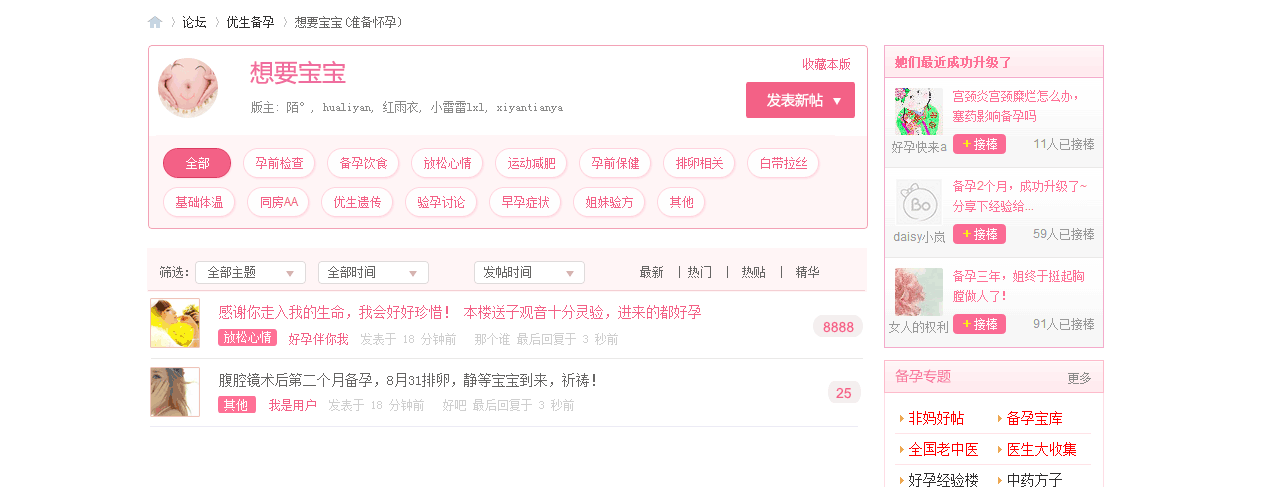 论坛 优生备孕 想要宝宝(准备怀孕)
想要宝宝
收藏本版
版主: 陌°, hualiyan, 红雨衣, 小雷雷lxl, xiyantianya
发表新帖
全部 孕前检查 备孕饮食 放松心情 运动减肥 孕前保健 排卵相关 白带拉丝
基础体温 同房AA 优生遗传 验孕讨论 早孕症状 姐妹验方 其他
筛选: 全部主题 全部时间 发帖时间 最新 | 热门 | 热贴 | 精华
感谢你走入我的生命，我会好好珍惜！ 本楼送子观音十分灵验，进来的都好孕
放松心情 好孕伴你我 发表于 18 分钟前 那个谁 最后回复于 3 秒前
8888
腹腔镜术后第二个月备孕，8月31排卵，静等宝宝到来，祈祷！
其他 我是用户 发表于 18 分钟前 好吧 最后回复于 3 秒前
25
她们最近成功升级了
宫颈炎宫颈糜烂怎么办，
塞药影响备孕吗
好孕快来a +接棒 11人已接棒
备孕2个月，成功升级了~
分享下经验给...
daisy小岚 +接棒 59人已接棒
备孕三年，姐终于挺起胸
膛做人了！
女人的权利 +接棒 91人已接棒
备孕专题 更多
非妈好帖 备孕宝库
全国老中医 医生大收集
好孕经验楼 中药方子